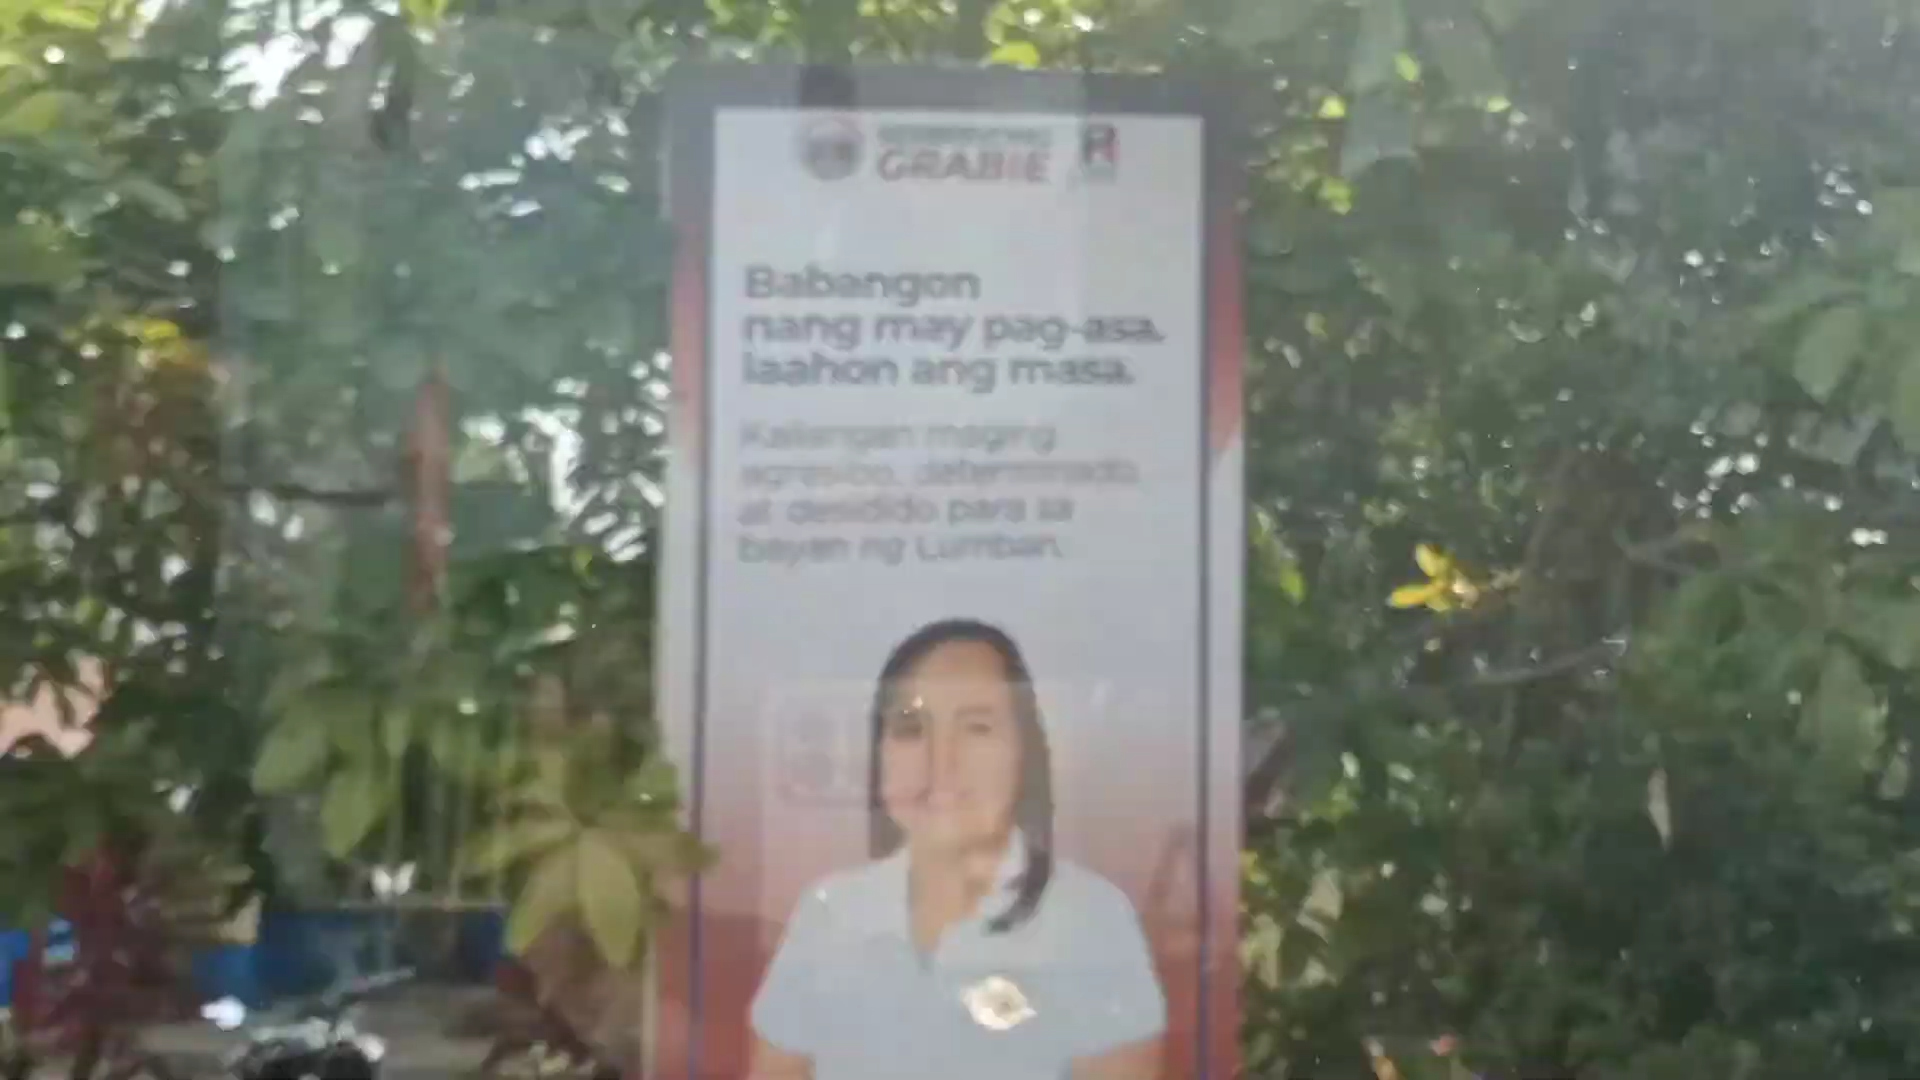 GRABIE
R
Babangon
nang may pag-asa.
Iaahon ang masa.
Kailangan maging
agresibo, determinado
at desidido para sa
bayan ng Lumban.